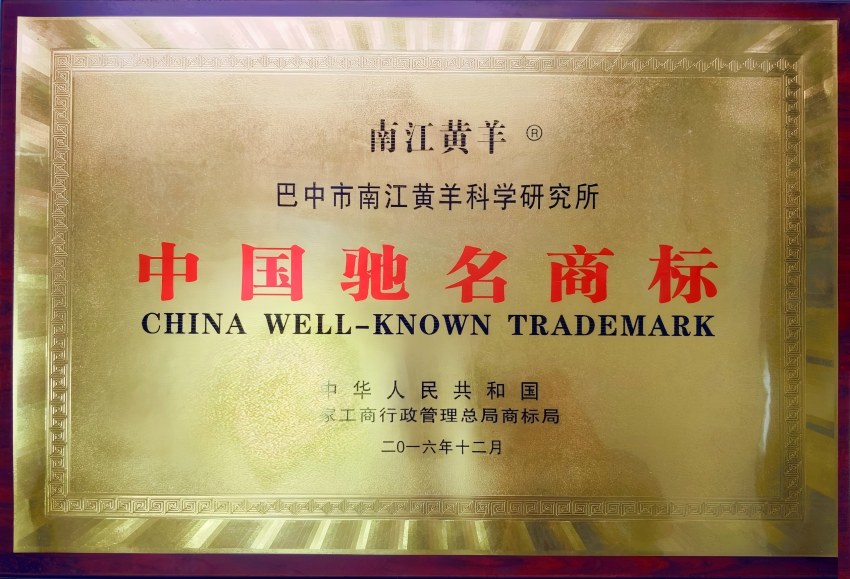 南江黄羊®
巴中市南江黄羊科学研究所
中国驰名商标
CHINA WELL-KNOWN TRADEMARK
中华人民共和国
家工商行政管理总局商标局
二0一六年十二月